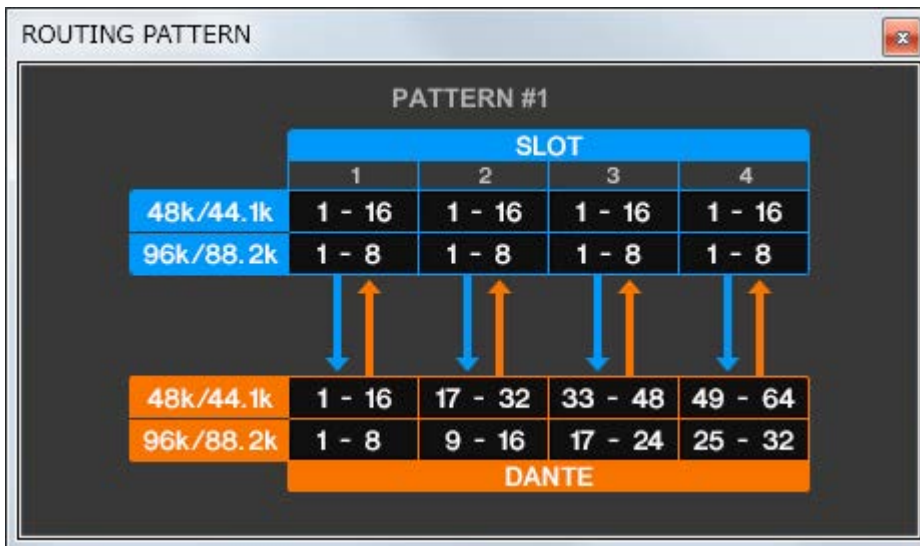 ROUTING PATTERN
x
PATTERN #1
SLOT
1 2 3 4
48k/44.1k 1 - 16 1 - 16 1 - 16 1 - 16
96k/88.2k 1 - 8 1 - 8 1 - 8 1 - 8
48k/44.1k 1 - 16 17 - 32 33 - 48 49 - 64
96k/88.2k 1 - 8 9 - 16 17 - 24 25 - 32
DANTE